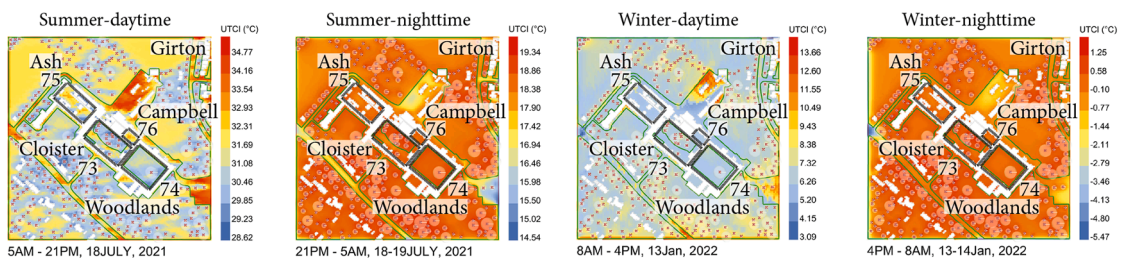 Summer-daytime
UTCI (°C)
Girton
Ash
75
Campbell
76
Cloister
73
74
Woodlands
34.77
34.16
33.54
32.93
32.31
31.69
31.08
30.46
29.85
29.23
28.62
5AM - 21PM, 18JULY, 2021
Summer-nighttime
UTCI (°C)
Girton
Ash
75
Campbell
76
Cloister
73
74
Woodlands
19.34
18.86
18.38
17.90
17.42
16.94
16.46
15.98
15.50
15.02
14.54
21PM - 5AM, 18-19JULY, 2021
Winter-daytime
UTCI (°C)
Girton
Ash
75
Campbell
76
Cloister
73
74
Woodlands
13.66
12.60
11.55
10.49
9.43
8.38
7.32
6.26
5.20
4.15
3.09
8AM - 4PM, 13Jan, 2022
Winter-nighttime
UTCI (°C)
Girton
Ash
75
Campbell
76
Cloister
73
74
Woodlands
1.25
0.58
-0.10
-0.77
-1.44
-2.11
-2.79
-3.46
-4.13
-4.80
-5.47
4PM - 8AM, 13-14Jan, 2022